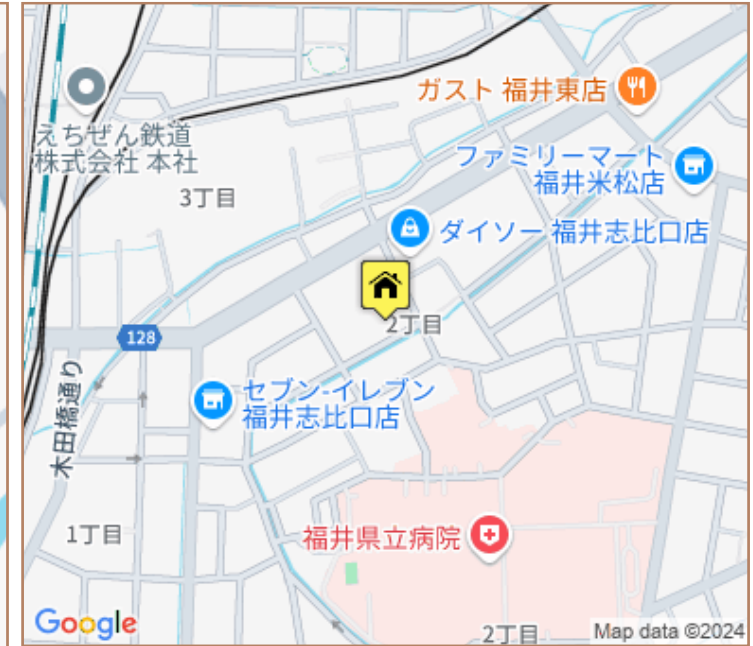 ガスト 福井東店
えちぜん鉄道
株式会社 本社
ファミリーマート
福井米松店
3丁目
ダイソー 福井志比口店
2丁目
128
木田橋通り
セブン-イレブン
福井志比口店
1丁目
福井県立病院
Google
2丁目
Map data ©2024